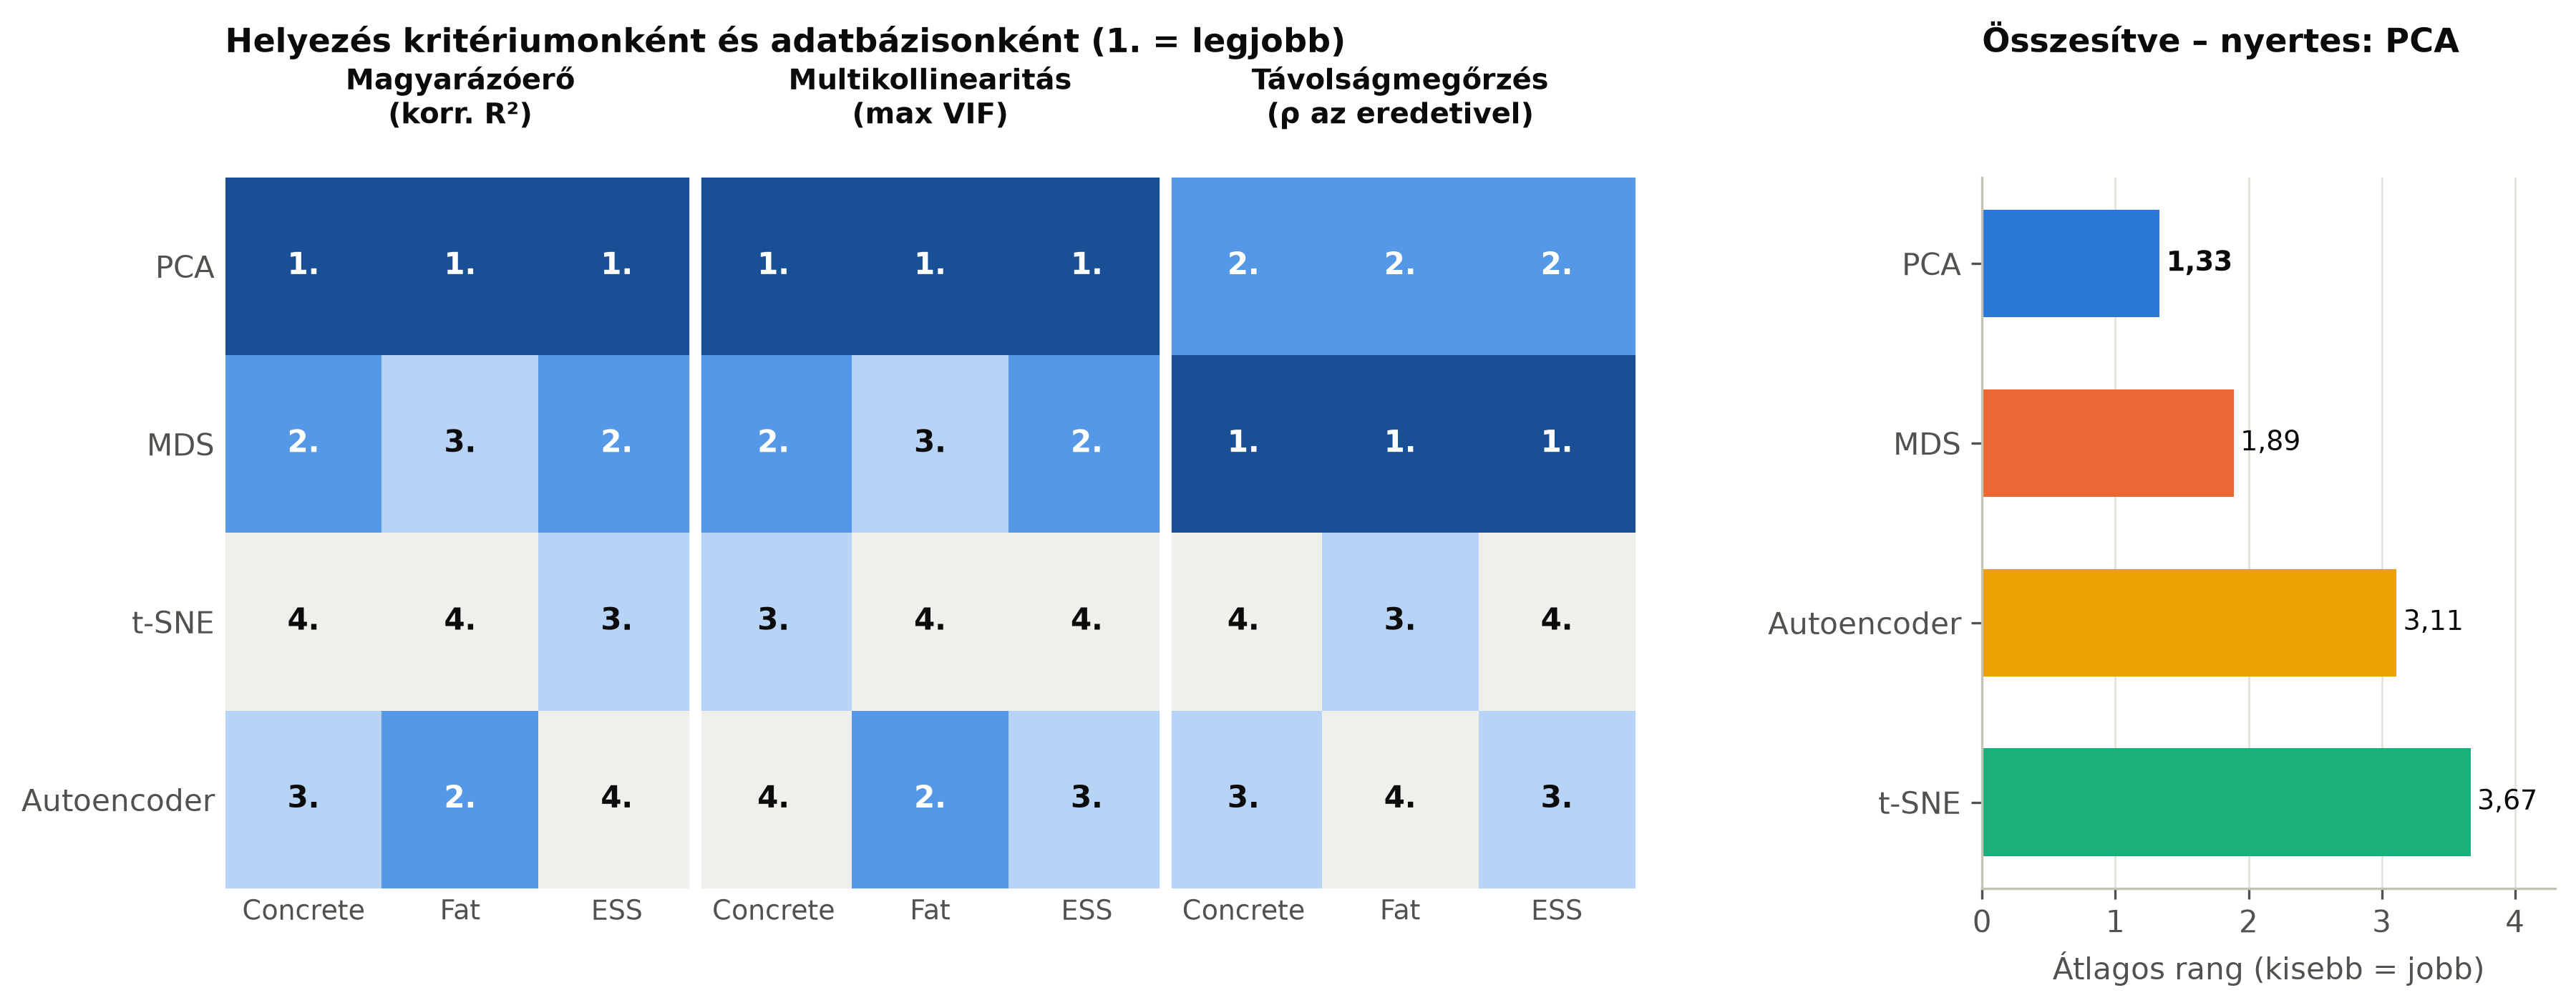 Helyezés kritériumonként és adatbázisonként (1. = legjobb)
Magyarázóerő
(korr. R²)
Multikollinearitás
(max VIF)
Távolságmegőrzés
(ρ az eredetivel)
PCA 1. 1. 1. 1. 1. 1. 2. 2. 2.
MDS 2. 3. 2. 2. 3. 2. 1. 1. 1.
t-SNE 4. 4. 3. 3. 4. 4. 4. 3. 4.
Autoencoder 3. 2. 4. 4. 2. 3. 3. 4. 3.
Concrete Fat ESS Concrete Fat ESS Concrete Fat ESS
Összesítve – nyertes: PCA
PCA 1,33
MDS 1,89
Autoencoder 3,11
t-SNE 3,67
0 1 2 3 4
Átlagos rang (kisebb = jobb)